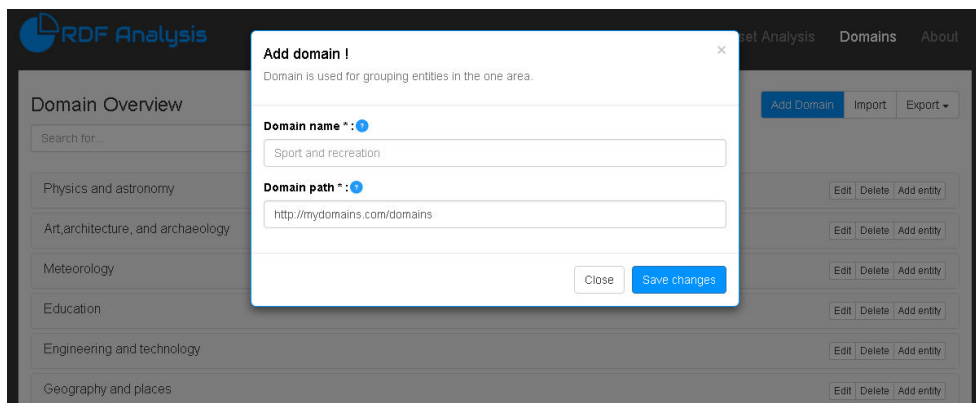 RDF Analysis
set Analysis Domains About
Add domain ! ×
Domain is used for grouping entities in the one area.
Domain Overview
Add Domain Import Export
Search for...
Domain name * : ?
Sport and recreation
Domain path * : ?
http://mydomains.com/domains
Physics and astronomy Edit Delete Add entity
Art,architecture, and archaeology Edit Delete Add entity
Meteorology Edit Delete Add entity
Close Save changes
Education Edit Delete Add entity
Engineering and technology Edit Delete Add entity
Geography and places Edit Delete Add entity